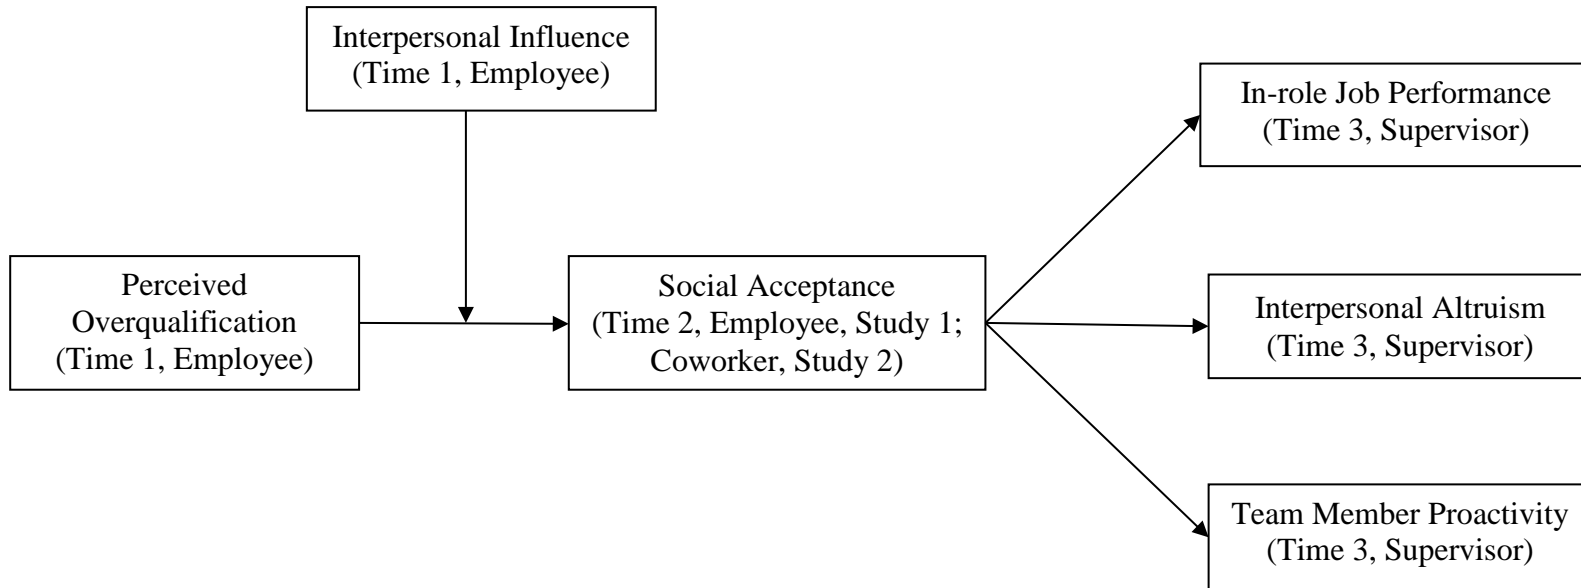 Interpersonal Influence
(Time 1, Employee)
In-role Job Performance
(Time 3, Supervisor)
Perceived
Overqualification
(Time 1, Employee)
Social Acceptance
(Time 2, Employee, Study 1;
Coworker, Study 2)
Interpersonal Altruism
(Time 3, Supervisor)
Team Member Proactivity
(Time 3, Supervisor)